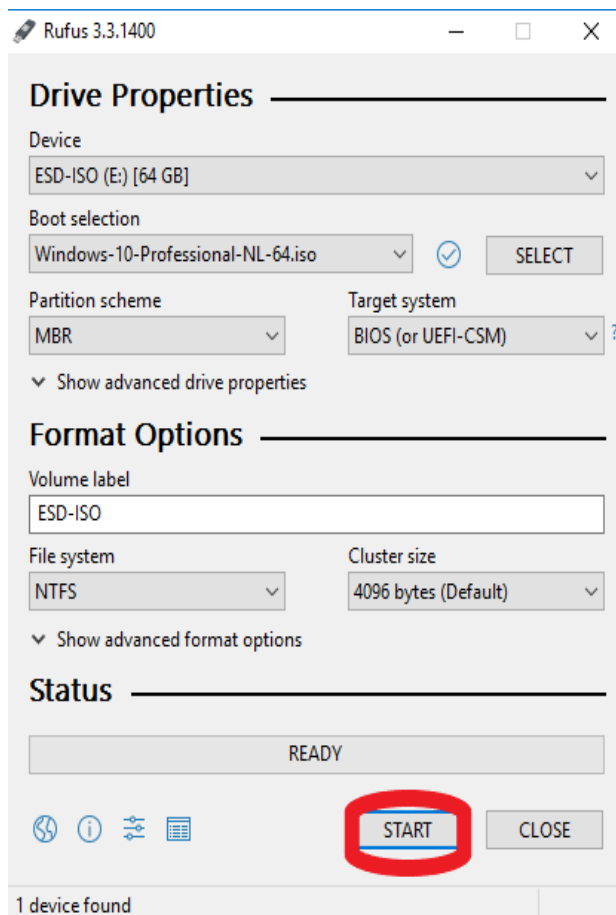 Rufus 3.3.1400
Drive Properties
Device
ESD-ISO (E:) [64 GB]
Boot selection
Windows-10-Professional-NL-64.iso SELECT
Partition scheme Target system
MBR BIOS (or UEFI-CSM) ?
Show advanced drive properties
Format Options
Volume label
ESD-ISO
File system Cluster size
NTFS 4096 bytes (Default)
Show advanced format options
Status
READY
START CLOSE
1 device found